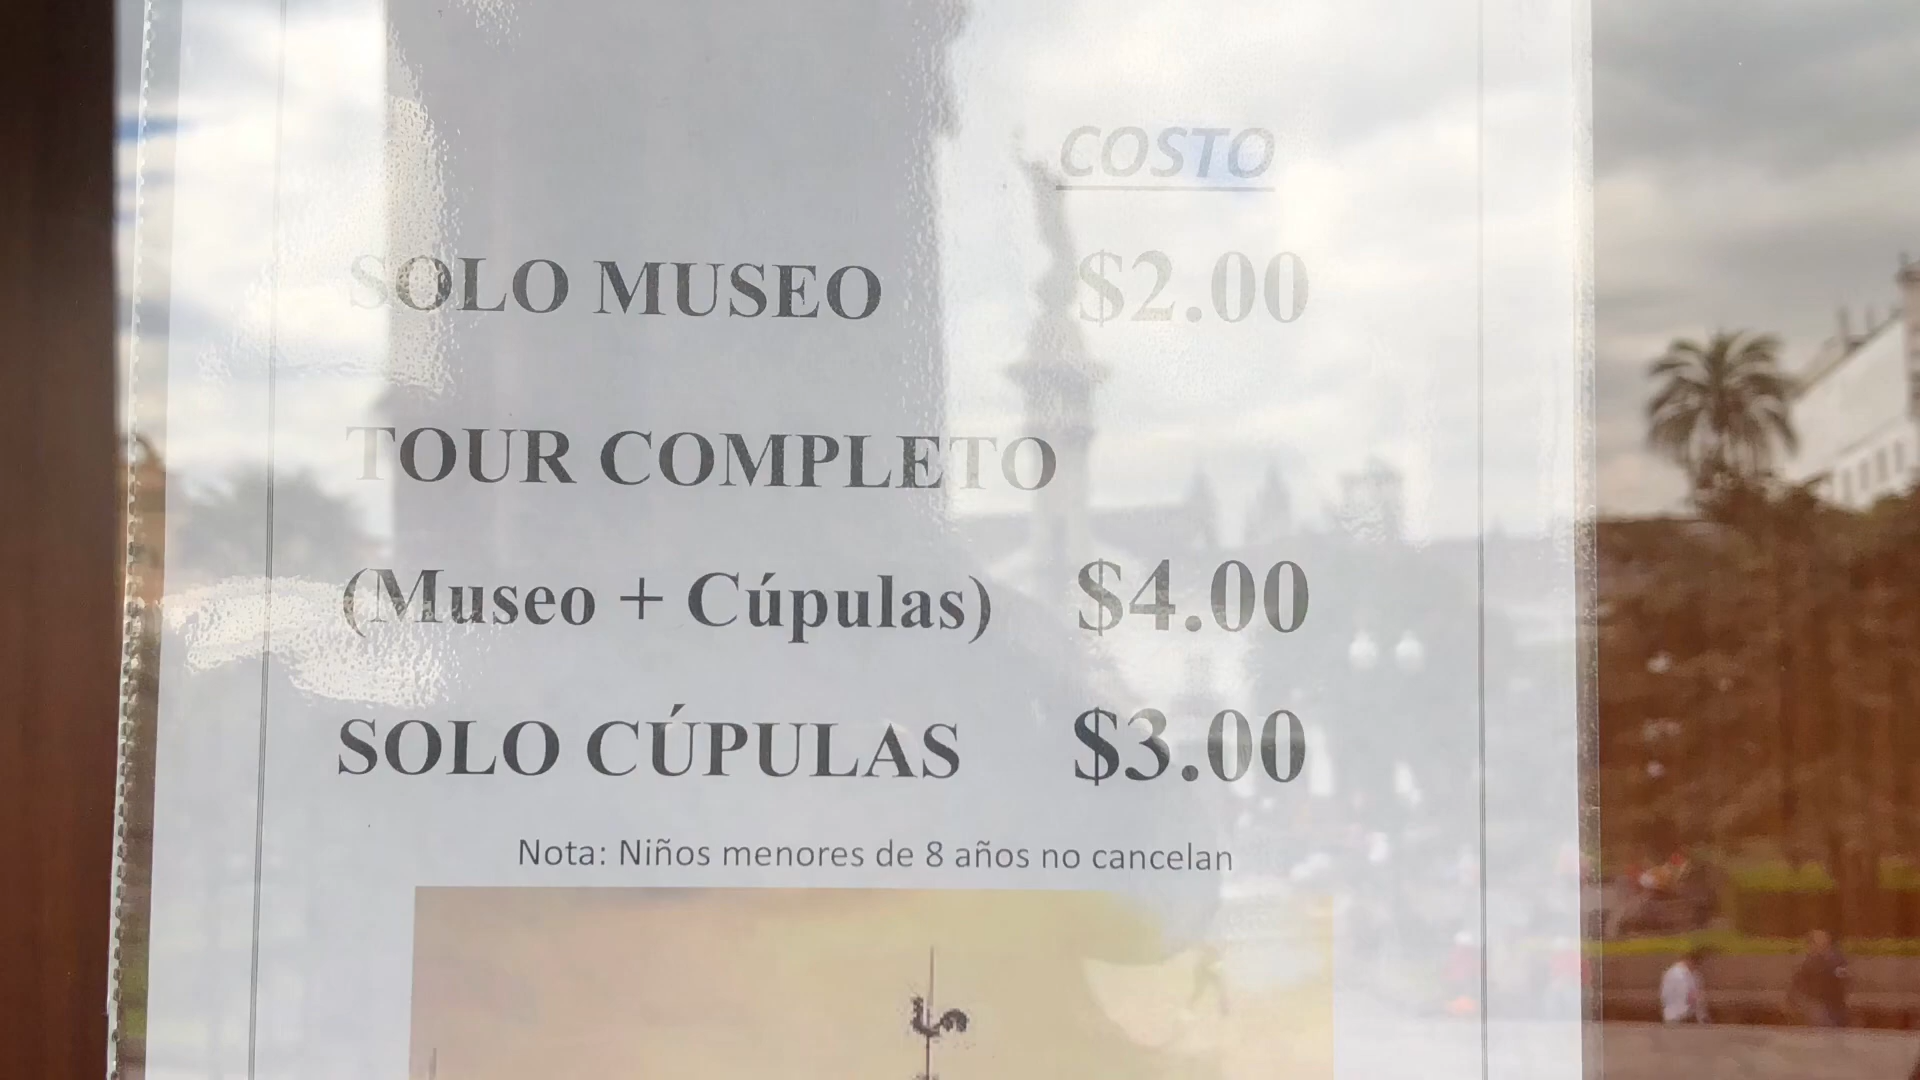 COSTO
SOLO MUSEO $2.00
TOUR COMPLETO
(Museo + Cúpulas) $4.00
SOLO CÚPULAS $3.00
Nota: Niños menores de 8 años no cancelan